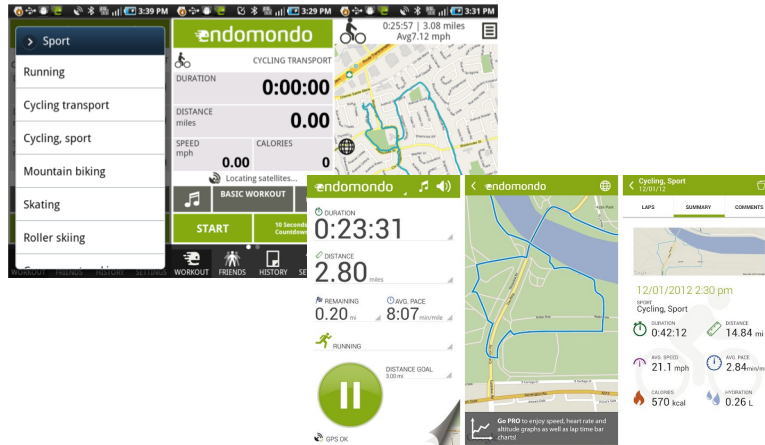 3:39 PM
Sport
Running
Cycling transport
Cycling, sport
Mountain biking
Skating
Roller skiing
WORKOUT FRIENDS HISTORY SETTINGS
3:29 PM
endomondo
CYCLING TRANSPORT
DURATION
0:00:00
DISTANCE
miles
0.00
SPEED
mph
0.00
CALORIES
0
Locating satellites...
BASIC WORKOUT
START
10 Seconds
Countdown
WORKOUT FRIENDS HISTORY SE
3:31 PM
0:25:57 | 3.08 miles
Avg7.12 mph
endomondo
DURATION
0:23:31
DISTANCE
2.80 miles
REMAINING
0.20 mi
AVG. PACE
8:07 min/mile
RUNNING
DISTANCE GOAL
3.00 mi
GPS OK
endomondo
Go PRO to enjoy speed, heart rate and
altitude graphs as well as lap time bar
charts!
Cycling, Sport
12/01/12
LAPS SUMMARY COMMENTS
12/01/2012 2:30 pm
SPORT
Cycling, Sport
DURATION
0:42:12
DISTANCE
14.84 mi
AVG. SPEED
21.1 mph
AVG. PACE
2.84min/m
CALORIES
570 kcal
HYDRATION
0.26 L